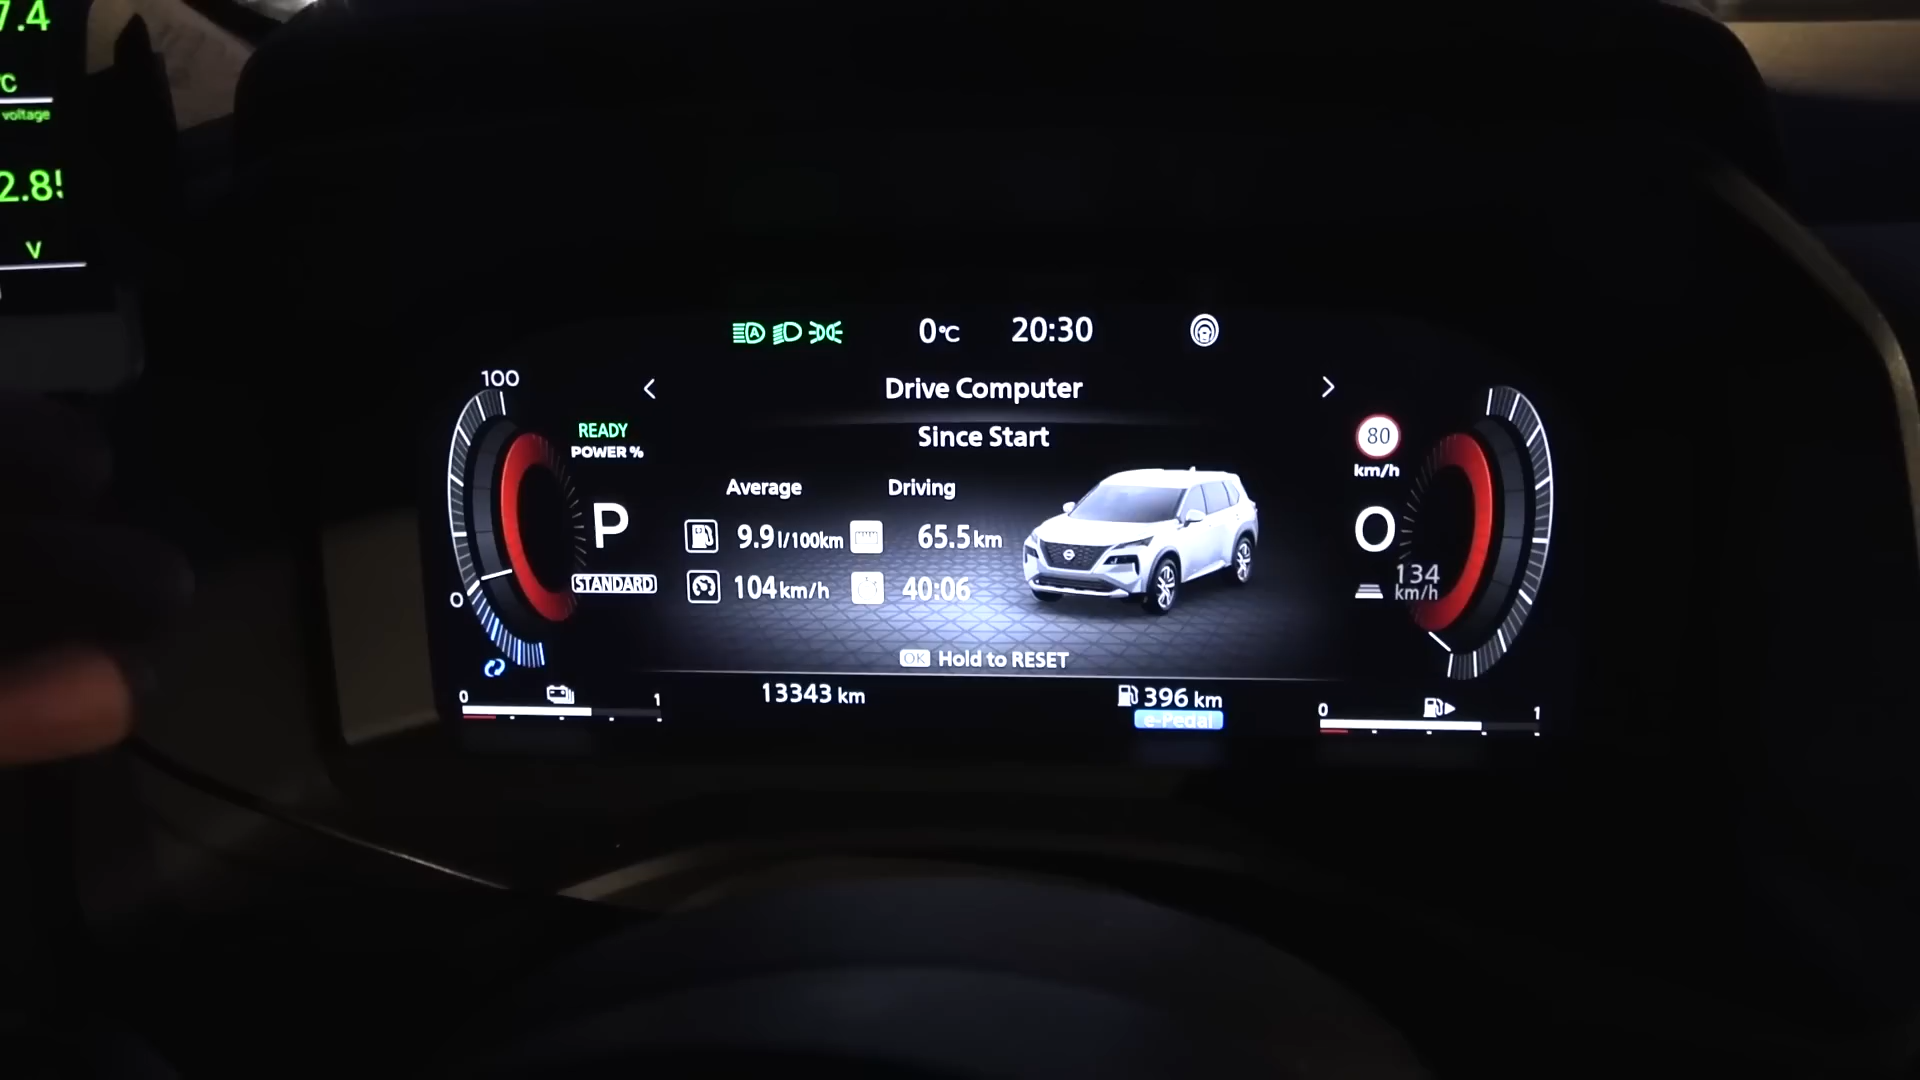 7.4
°C
voltage
2.85
V
0°C 20:30
Drive Computer
Since Start
100
READY
POWER %
P
STANDARD
0
Average Driving
9.9 l/100km 65.5 km
104 km/h 40:06
OK Hold to RESET
80
km/h
0
134
km/h
0 1
13343 km
396 km
e-Pedal
0 1